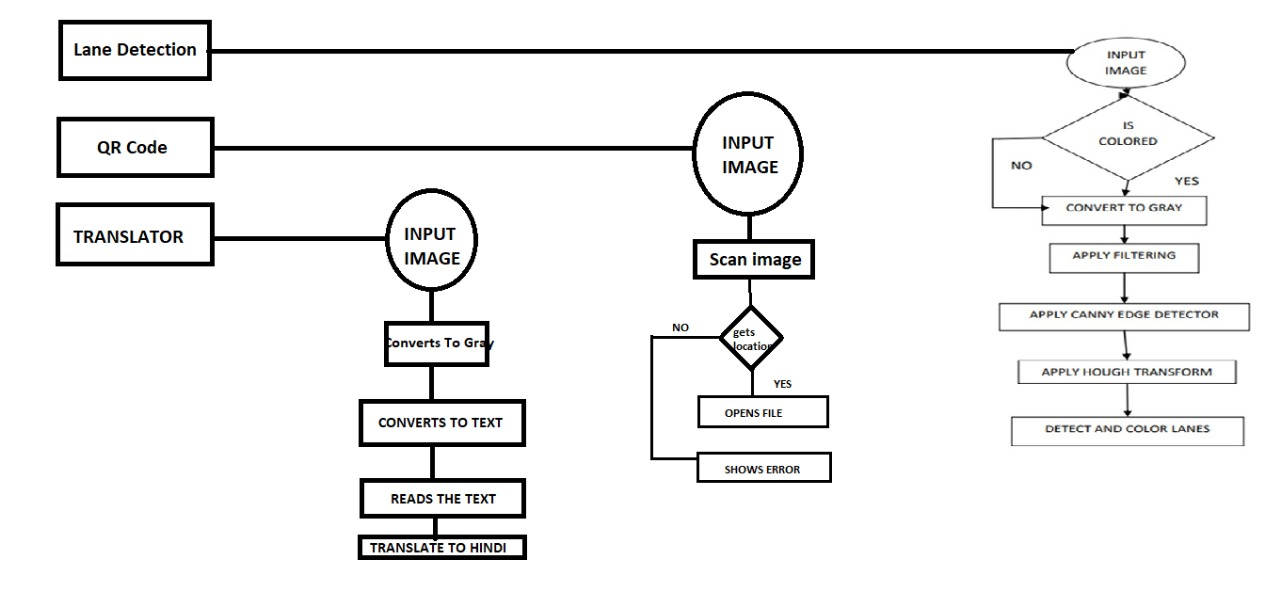 Lane Detection
QR Code
TRANSLATOR
INPUT
IMAGE
Converts To Gray
CONVERTS TO TEXT
READS THE TEXT
TRANSLATE TO HINDI
INPUT
IMAGE
Scan image
gets
location
NO
YES
OPENS FILE
SHOWS ERROR
INPUT
IMAGE
IS
COLORED
NO
YES
CONVERT TO GRAY
APPLY FILTERING
APPLY CANNY EDGE DETECTOR
APPLY HOUGH TRANSFORM
DETECT AND COLOR LANES